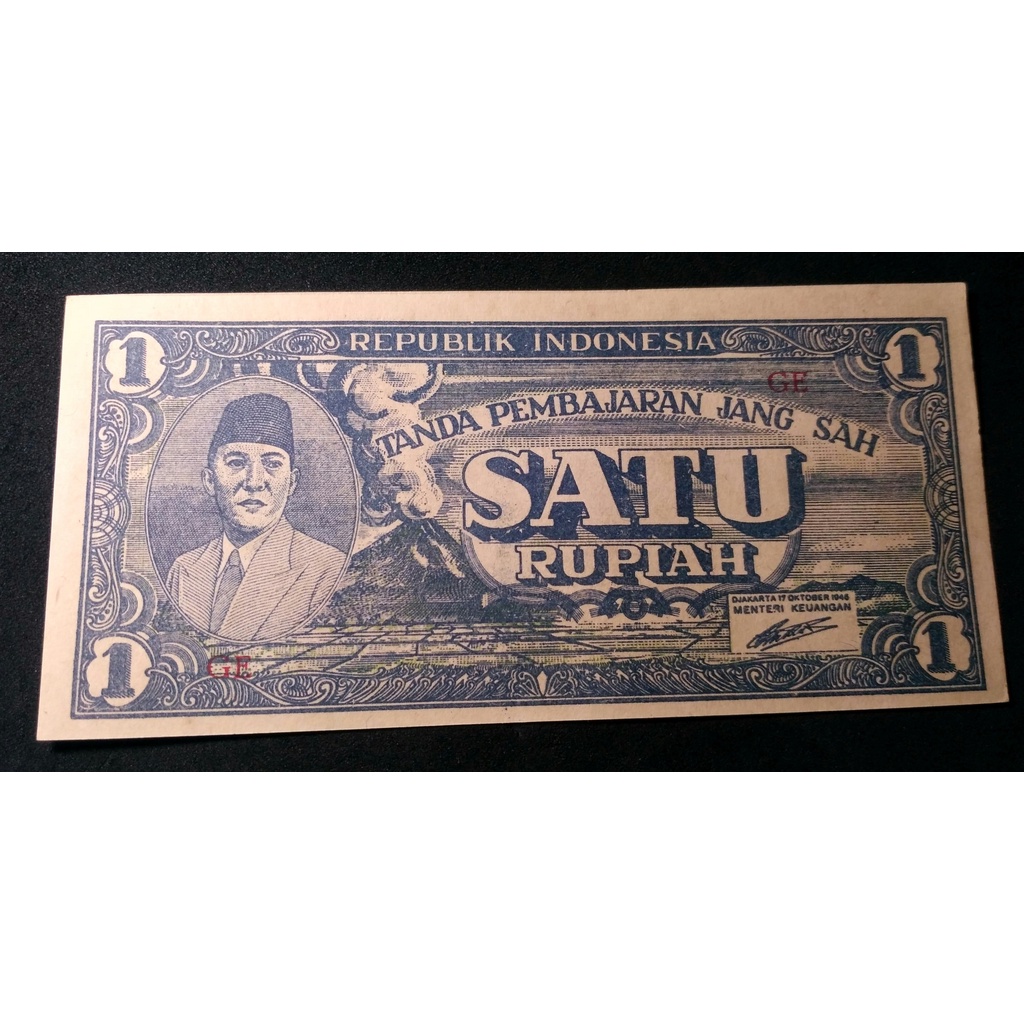 REPUBLIK INDONESIA
1 1
GE
TANDA PEMBAJARAN JANG SAH
SATU
RUPIAH
DJAKARTA 17 OKTOBER 1946
MENTERI KEUANGAN
GE
1 1